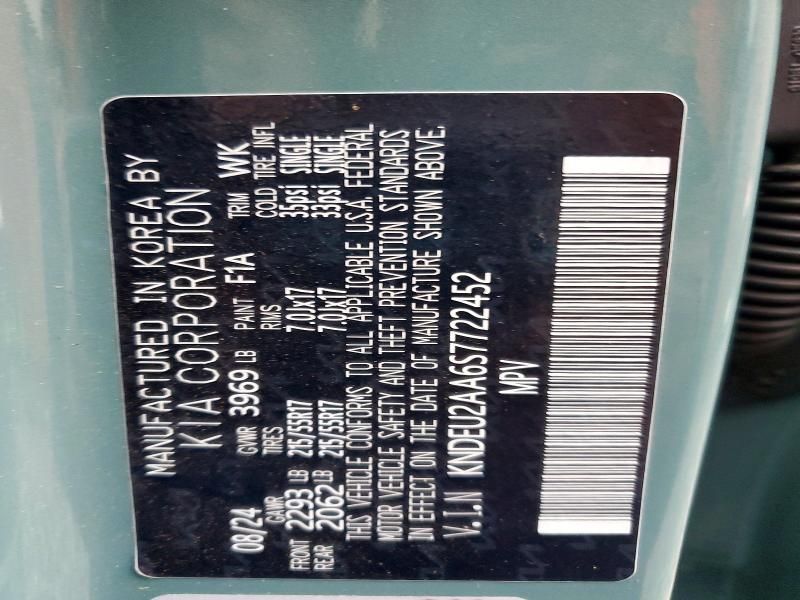 MANUFACTURED IN KOREA BY
KIA CORPORATION
08/24 GVWR 3969 LB PAINT F1A TRIM WK
GAWR TIRES RMS COLD TIRE INFL
FRONT 2293 LB 215/55R17 7.0Jx17 35psi SINGLE
REAR 2062 LB 215/55R17 7.0Jx17 33psi SINGLE
THIS VEHICLE CONFORMS TO ALL APPLICABLE U.S.A. FEDERAL
MOTOR VEHICLE SAFETY AND THEFT PREVENTION STANDARDS
IN EFFECT ON THE DATE OF MANUFACTURE SHOWN ABOVE.
V.I.N KNDEU2AA6S7722452
MPV